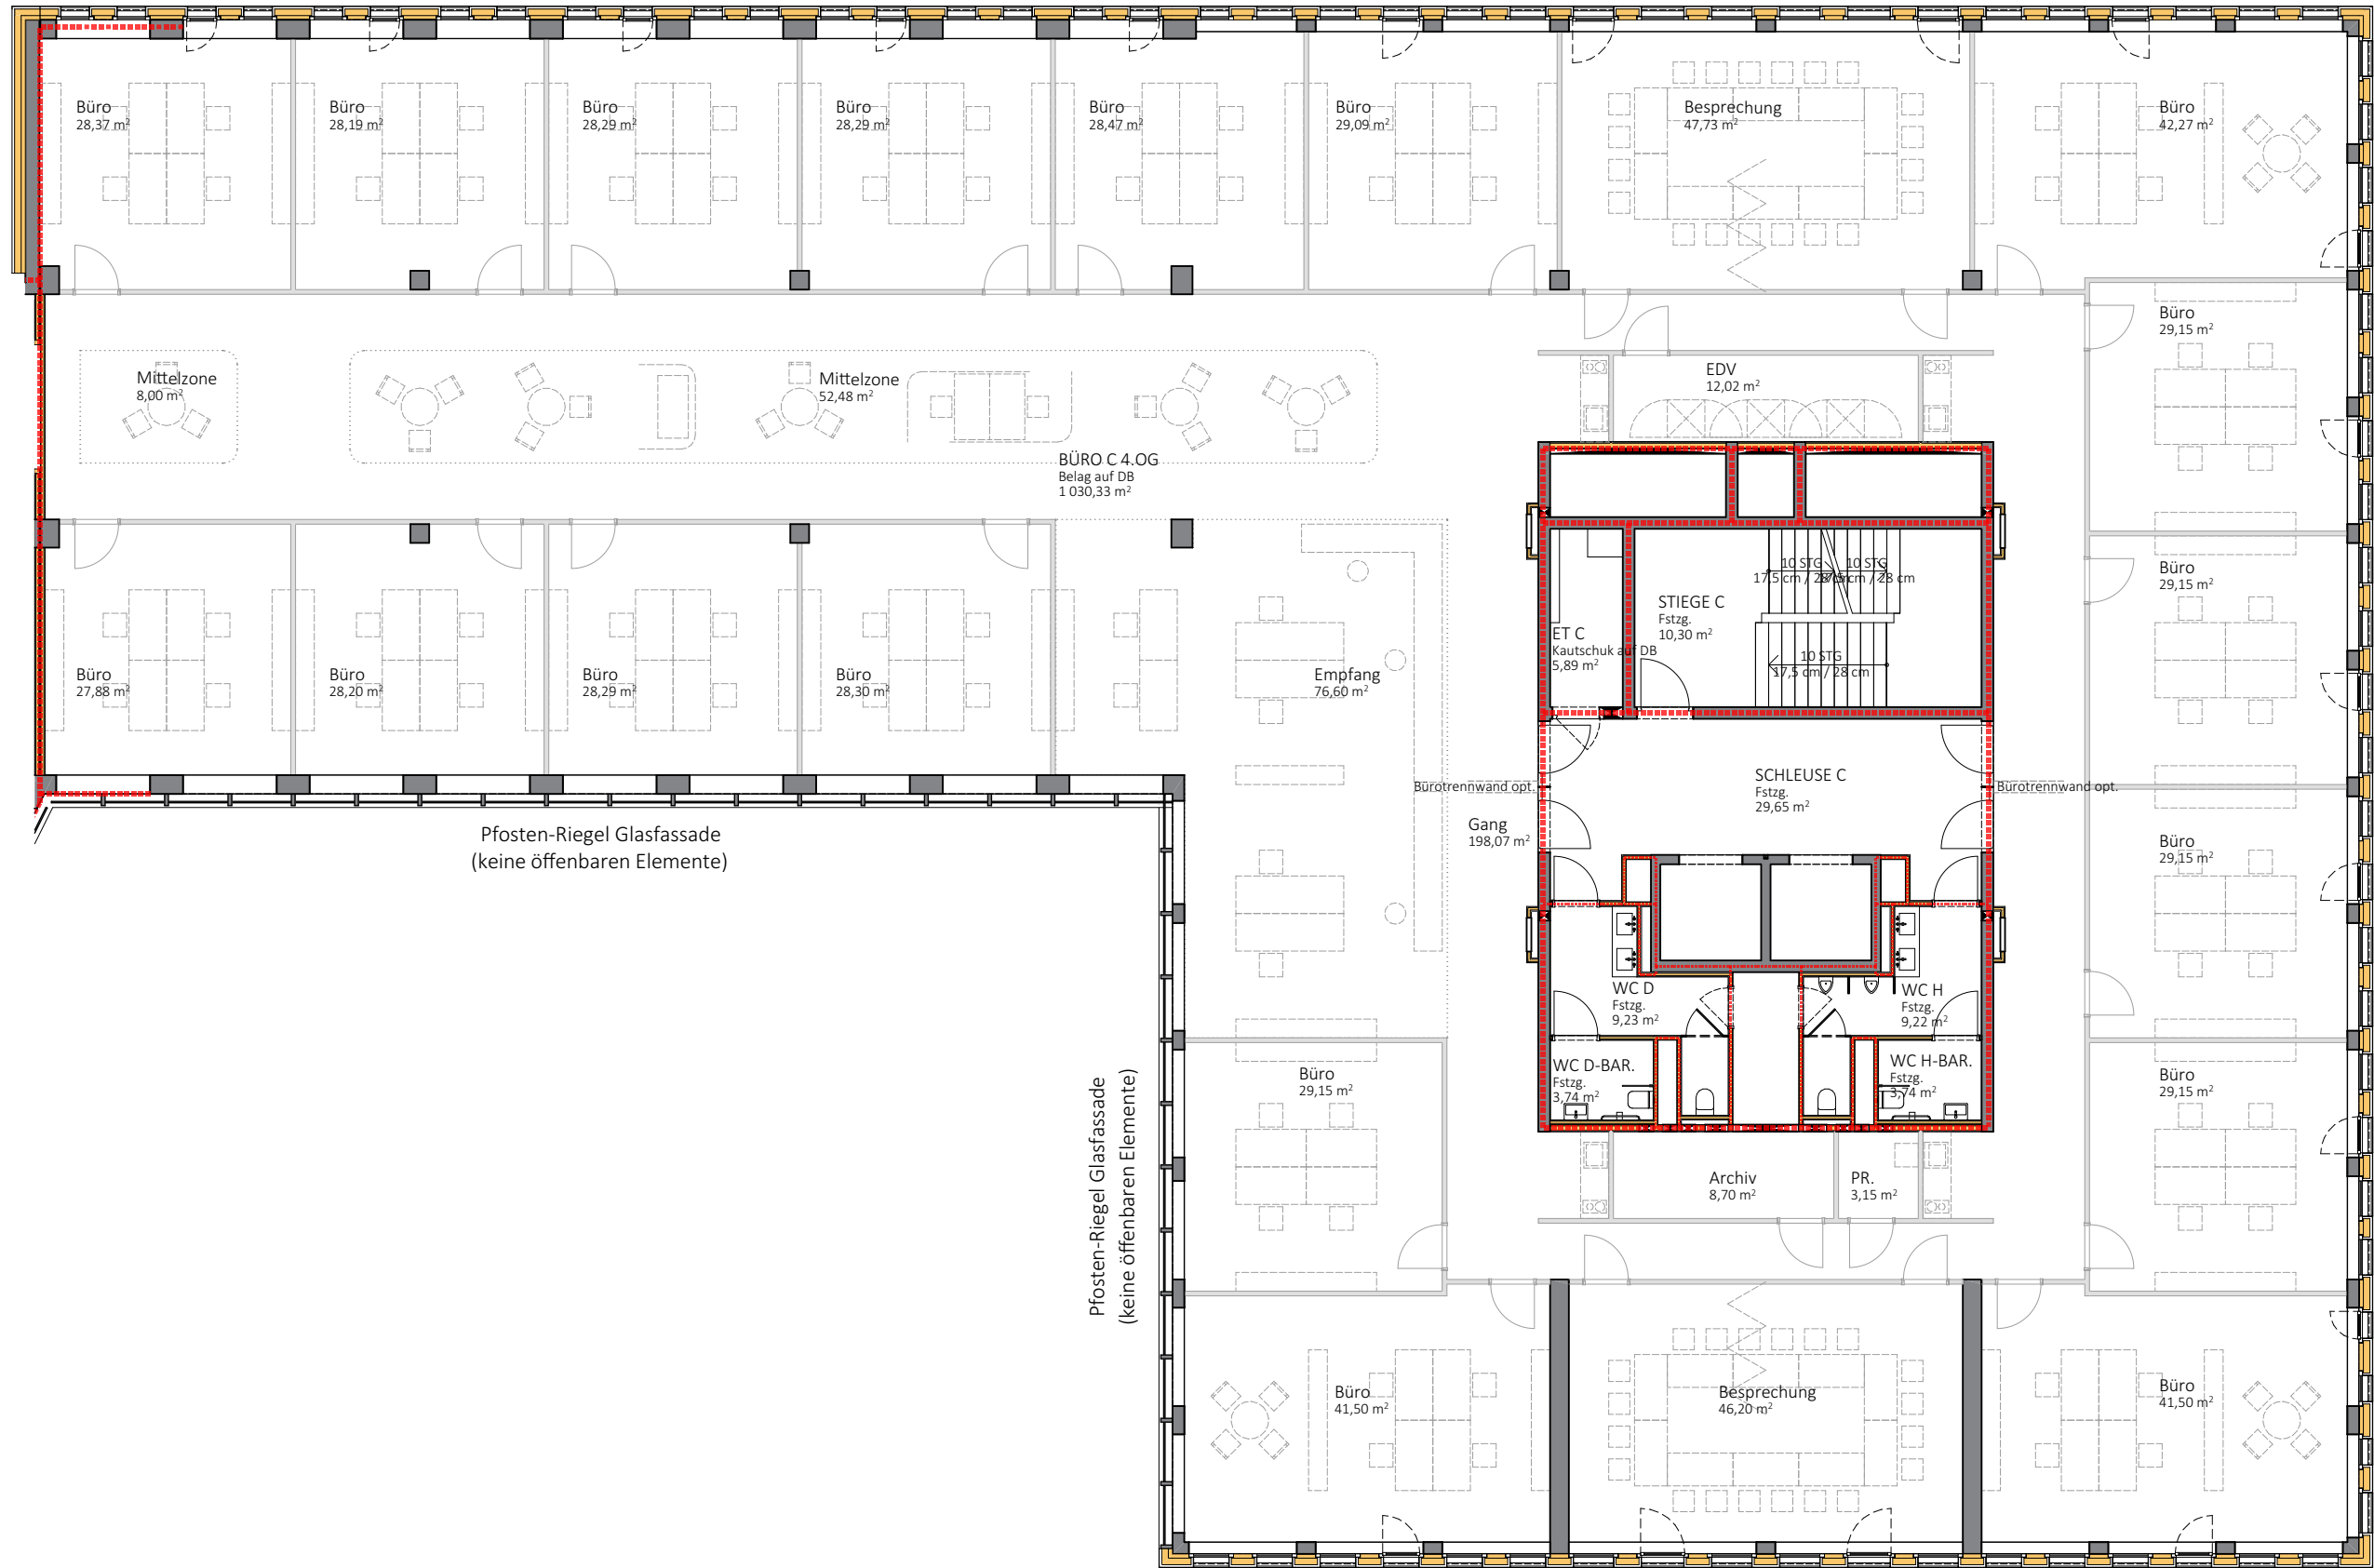 Büro
28,37 m²
Büro
28,19 m²
Büro
28,29 m²
Büro
28,29 m²
Büro
28,47 m²
Büro
29,09 m²
Besprechung
47,73 m²
Büro
42,27 m²
Büro
29,15 m²
Mittelzone
8,00 m²
Mittelzone
52,48 m²
EDV
12,02 m²
BÜRO C 4.OG
Belag auf DB
1 030,33 m²
10 STG
17,5 cm / 28 cm
10 STG
17,5 cm / 28 cm
Büro
29,15 m²
STIEGE C
Fstzg.
10,30 m²
ET C
Kautschuk auf DB
5,89 m²
10 STG
17,5 cm / 28 cm
Büro
27,88 m²
Büro
28,20 m²
Büro
28,29 m²
Büro
28,30 m²
Empfang
76,60 m²
SCHLEUSE C
Fstzg.
29,65 m²
Bürotrennwand opt.
Bürotrennwand opt.
Gang
198,07 m²
Büro
29,15 m²
Pfosten-Riegel Glasfassade
(keine öffenbaren Elemente)
WC D
Fstzg.
9,23 m²
WC H
Fstzg.
9,22 m²
WC D-BAR.
Fstzg.
3,74 m²
WC H-BAR.
Fstzg.
3,74 m²
Büro
29,15 m²
Büro
29,15 m²
Pfosten-Riegel Glasfassade
(keine öffenbaren Elemente)
Archiv
8,70 m²
PR.
3,15 m²
Büro
41,50 m²
Besprechung
46,20 m²
Büro
41,50 m²